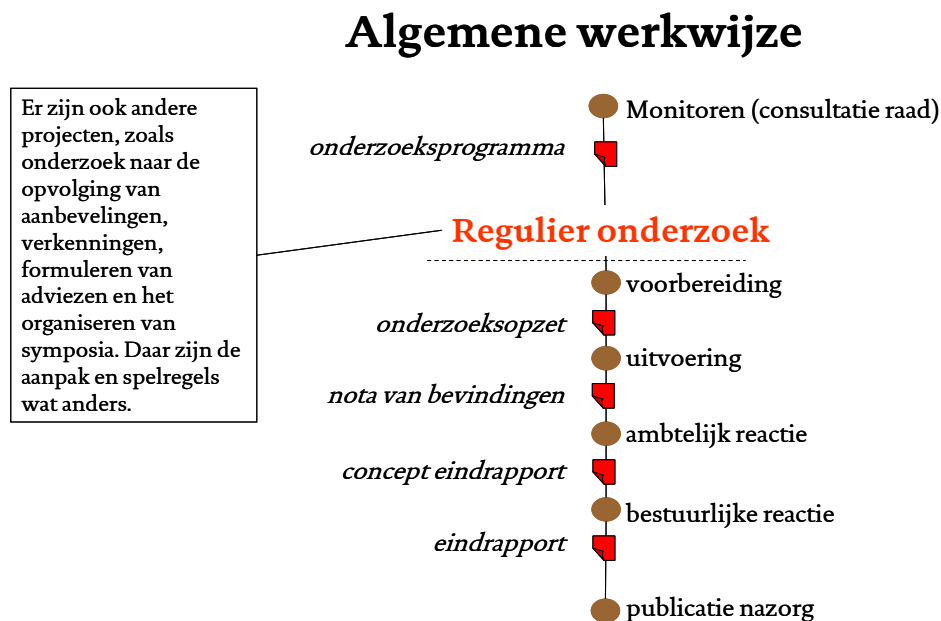 Algemene werkwijze
Er zijn ook andere
projecten, zoals
onderzoek naar de
opvolging van
aanbevelingen,
verkenningen,
formuleren van
adviezen en het
organiseren van
symposia. Daar zijn de
aanpak en spelregels
wat anders.
Monitoren (consultatie raad)
onderzoeksprogramma
Regulier onderzoek
voorbereiding
onderzoeksopzet
uitvoering
nota van bevindingen
ambtelijk reactie
concept eindrapport
bestuurlijke reactie
eindrapport
publicatie nazorg